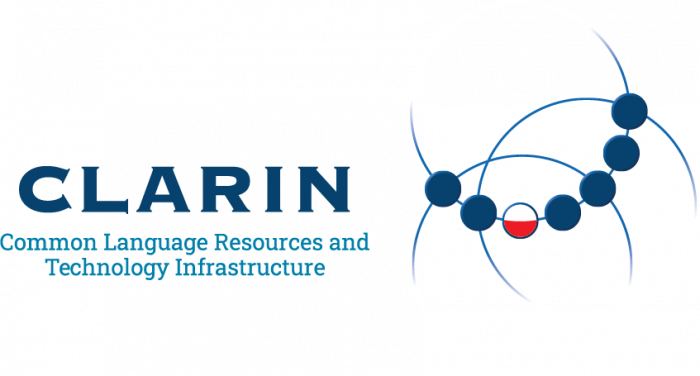 CLARIN
Common Language Resources and
Technology Infrastructure